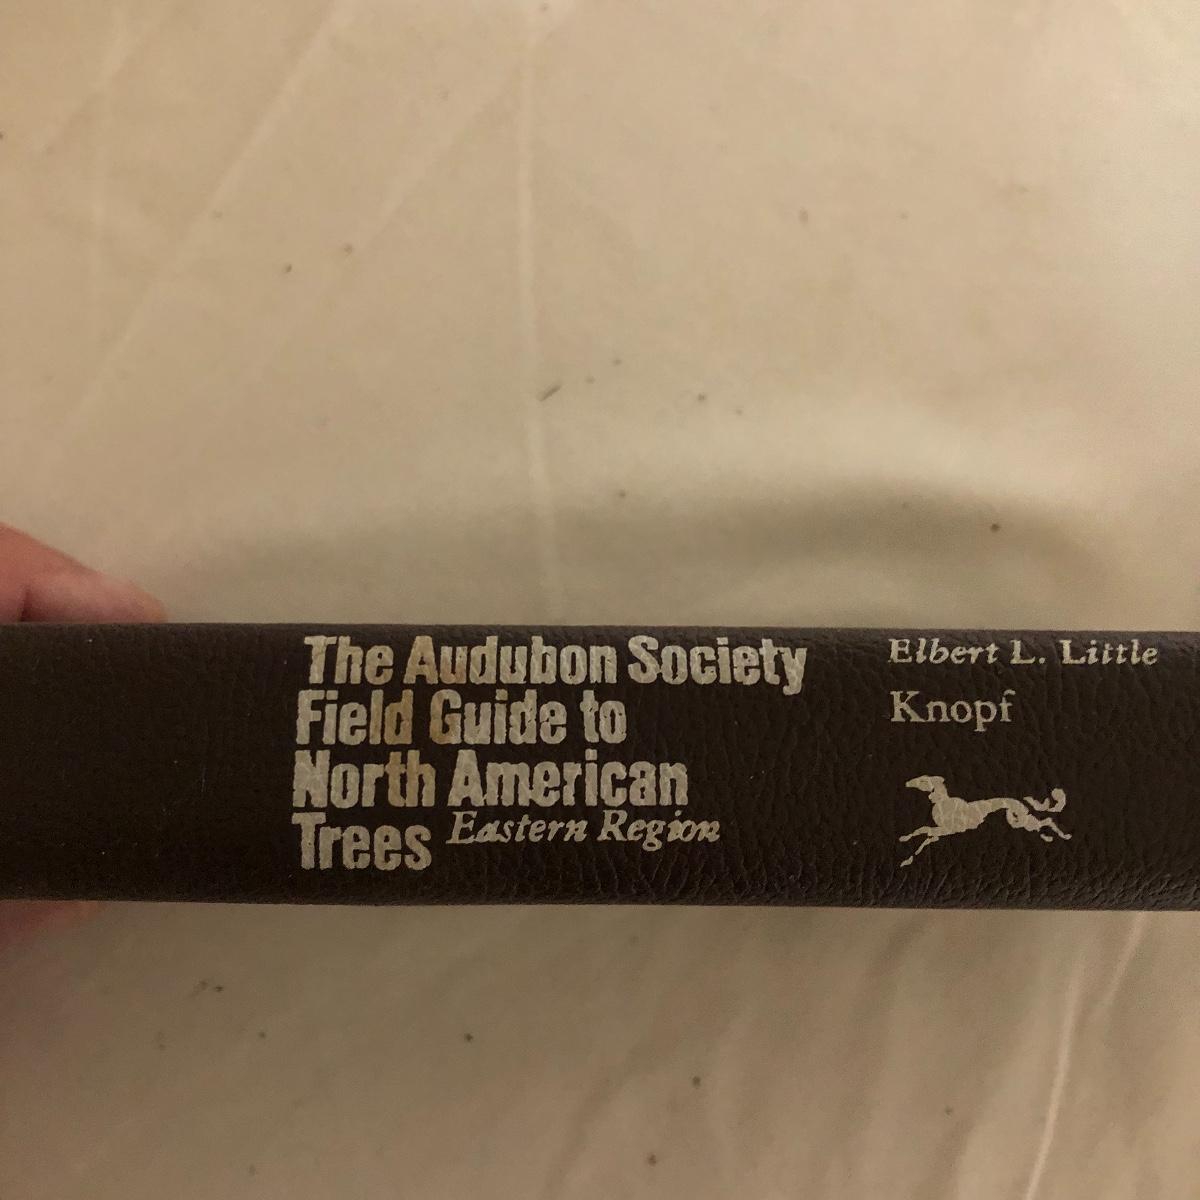 The Audubon Society
Field Guide to
North American
Trees Eastern Region
Elbert L. Little
Knopf